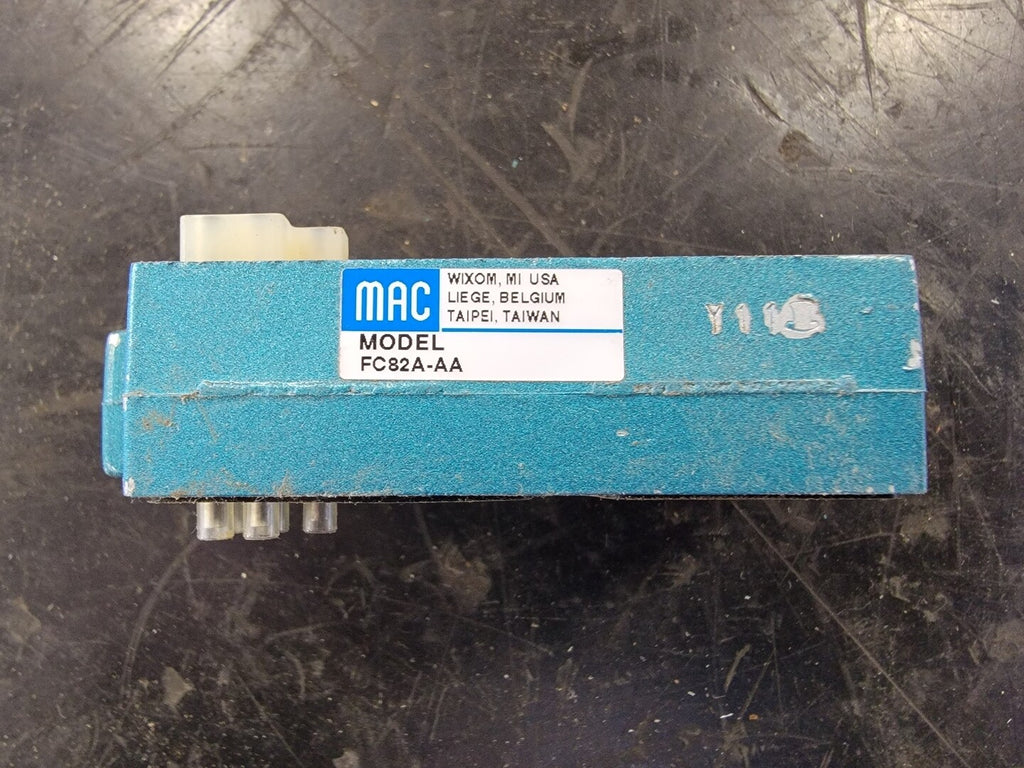 MAC
WIXOM, MI USA
LIEGE, BELGIUM
TAIPEI, TAIWAN
MODEL
FC82A-AA